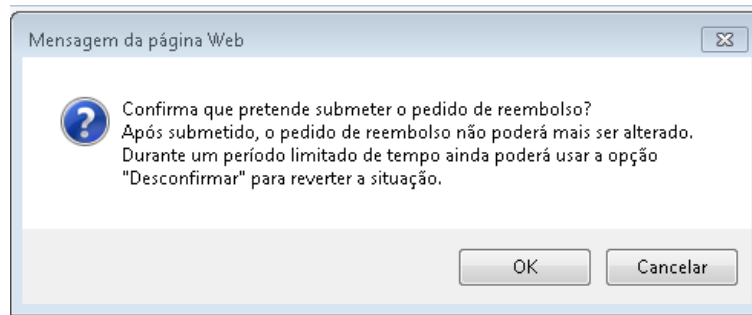 Mensagem da página Web
Confirma que pretende submeter o pedido de reembolso?
Após submetido, o pedido de reembolso não poderá mais ser alterado.
Durante um período limitado de tempo ainda poderá usar a opção
"Desconfirmar" para reverter a situação.
OK
Cancelar